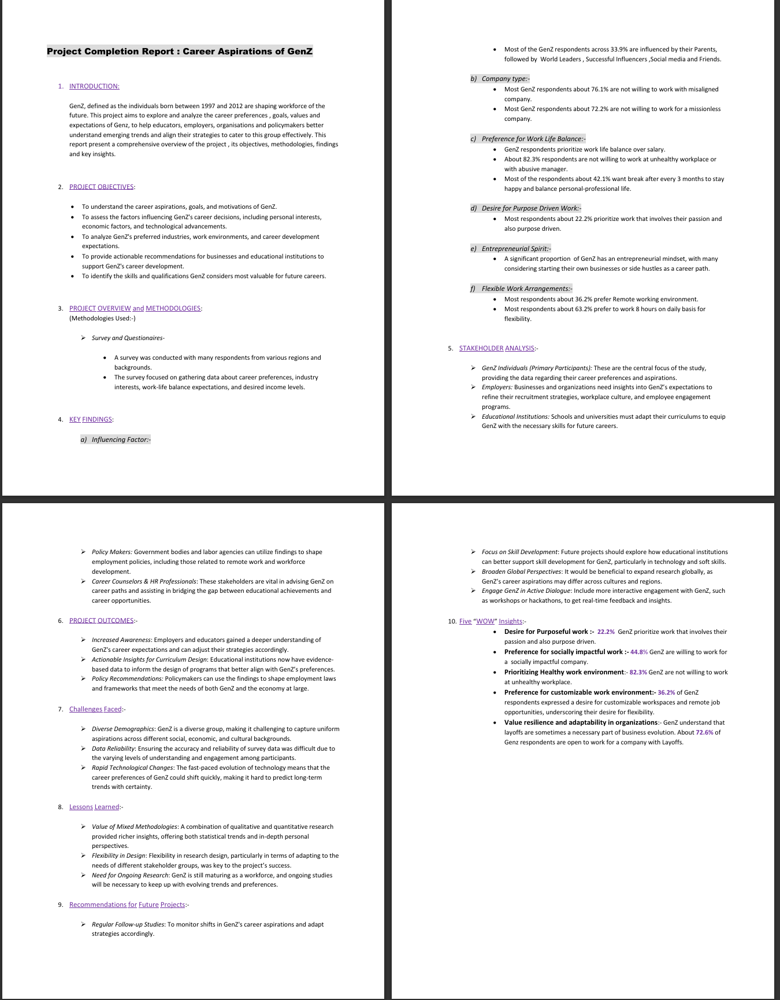 Project Completion Report : Career Aspirations of GenZ
1. INTRODUCTION:
GenZ, defined as the individuals born between 1997 and 2012 are shaping workforce of the
future. This project aims to explore and analyze the career preferences , goals, values and
expectations of Genz, to help educators, employers, organisations and policymakers better
understand emerging trends and align their strategies to cater to this group effectively. This
report present a comprehensive overview of the project , its objectives, methodologies, findings
and key insights.
2. PROJECT OBJECTIVES:
• To understand the career aspirations, goals, and motivations of GenZ.
• To assess the factors influencing GenZ's career decisions, including personal interests,
economic factors, and technological advancements.
• To analyze GenZ's preferred industries, work environments, and career development
expectations.
• To provide actionable recommendations for businesses and educational institutions to
support GenZ's career development.
• To identify the skills and qualifications GenZ considers most valuable for future careers.
3. PROJECT OVERVIEW and METHODOLOGIES:
(Methodologies Used:-)
➢ Survey and Questionaires-
• A survey was conducted with many respondents from various regions and
backgrounds.
• The survey focused on gathering data about career preferences, industry
interests, work-life balance expectations, and desired income levels.
4. KEY FINDINGS:
a) Influencing Factor:-
• Most of the GenZ respondents across 33.9% are influenced by their Parents,
followed by World Leaders , Successful Influencers ,Social media and Friends.
b) Company type:-
• Most GenZ respondents about 76.1% are not willing to work with misaligned
company.
• Most GenZ respondents about 72.2% are not willing to work for a missionless
company.
c) Preference for Work Life Balance:-
• GenZ respondents prioritize work life balance over salary.
• About 82.3% respondents are not willing to work at unhealthy workplace or
with abusive manager.
• Most of the respondents about 42.1% want break after every 3 months to stay
happy and balance personal-professional life.
d) Desire for Purpose Driven Work:-
• Most respondents about 22.2% prioritize work that involves their passion and
also purpose driven.
e) Entrepreneurial Spirit:-
• A significant proportion of GenZ has an entrepreneurial mindset, with many
considering starting their own businesses or side hustles as a career path.
f) Flexible Work Arrangements:-
• Most respondents about 36.2% prefer Remote working environment.
• Most respondents about 63.2% prefer to work 8 hours on daily basis for
flexibility.
5. STAKEHOLDER ANALYSIS:-
➢ GenZ Individuals (Primary Participants): These are the central focus of the study,
providing the data regarding their career preferences and aspirations.
➢ Employers: Businesses and organizations need insights into GenZ's expectations to
refine their recruitment strategies, workplace culture, and employee engagement
programs.
➢ Educational Institutions: Schools and universities must adapt their curriculums to equip
GenZ with the necessary skills for future careers.
➢ Policy Makers: Government bodies and labor agencies can utilize findings to shape
employment policies, including those related to remote work and workforce
development.
➢ Career Counselors & HR Professionals: These stakeholders are vital in advising GenZ on
career paths and assisting in bridging the gap between educational achievements and
career opportunities.
6. PROJECT OUTCOMES:-
➢ Increased Awareness: Employers and educators gained a deeper understanding of
GenZ's career expectations and can adjust their strategies accordingly.
➢ Actionable Insights for Curriculum Design: Educational institutions now have evidence-
based data to inform the design of programs that better align with GenZ's preferences.
➢ Policy Recommendations: Policymakers can use the findings to shape employment laws
and frameworks that meet the needs of both GenZ and the economy at large.
7. Challenges Faced:-
➢ Diverse Demographics: GenZ is a diverse group, making it challenging to capture uniform
aspirations across different social, economic, and cultural backgrounds.
➢ Data Reliability: Ensuring the accuracy and reliability of survey data was difficult due to
the varying levels of understanding and engagement among participants.
➢ Rapid Technological Changes: The fast-paced evolution of technology means that the
career preferences of GenZ could shift quickly, making it hard to predict long-term
trends with certainty.
8. Lessons Learned:-
➢ Value of Mixed Methodologies: A combination of qualitative and quantitative research
provided richer insights, offering both statistical trends and in-depth personal
perspectives.
➢ Flexibility in Design: Flexibility in research design, particularly in terms of adapting to the
needs of different stakeholder groups, was key to the project's success.
➢ Need for Ongoing Research: GenZ is still maturing as a workforce, and ongoing studies
will be necessary to keep up with evolving trends and preferences.
9. Recommendations for Future Projects:-
➢ Regular Follow-up Studies: To monitor shifts in GenZ's career aspirations and adapt
strategies accordingly.
➢ Focus on Skill Development: Future projects should explore how educational institutions
can better support skill development for GenZ, particularly in technology and soft skills.
➢ Broaden Global Perspectives: It would be beneficial to expand research globally, as
GenZ's career aspirations may differ across cultures and regions.
➢ Engage GenZ in Active Dialogue: Include more interactive engagement with GenZ, such
as workshops or hackathons, to get real-time feedback and insights.
10. Five “WOW” Insights:-
• Desire for Purposeful work :- 22.2% GenZ prioritize work that involves their
passion and also purpose driven.
• Preference for socially impactful work :- 44.8% GenZ are willing to work for
a socially impactful company.
• Prioritizing Healthy work environment:- 82.3% GenZ are not willing to work
at unhealthy workplace.
• Preference for customizable work environment:- 36.2% of GenZ
respondents expressed a desire for customizable workspaces and remote job
opportunities, underscoring their desire for flexibility.
• Value resilience and adaptability in organizations:- GenZ understand that
layoffs are sometimes a necessary part of business evolution. About 72.6% of
Genz respondents are open to work for a company with Layoffs.